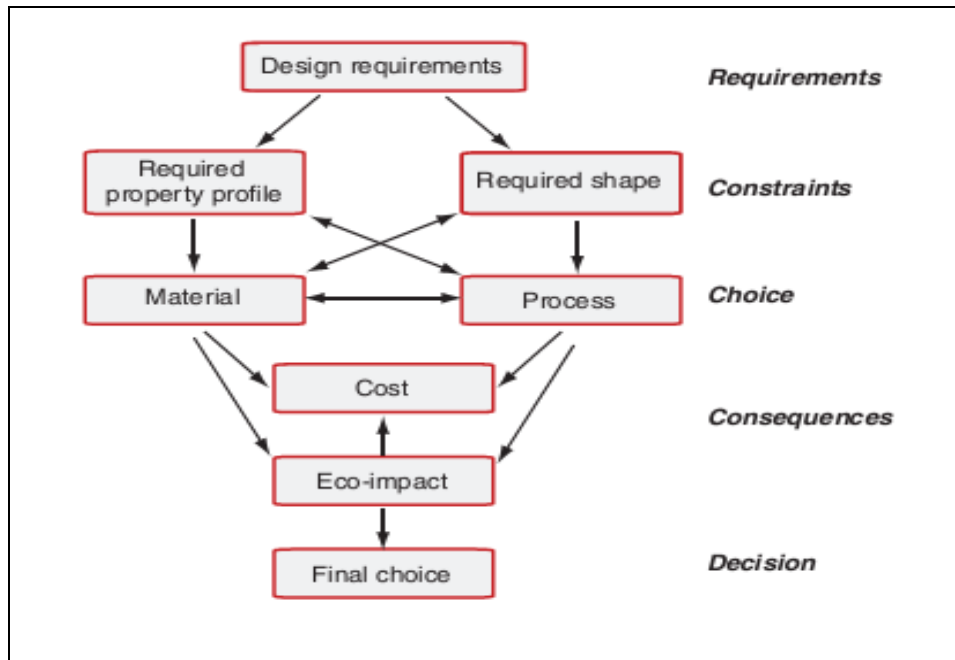 Design requirements
Requirements
Required
property profile
Required shape
Constraints
Material
Process
Choice
Cost
Consequences
Eco-impact
Final choice
Decision